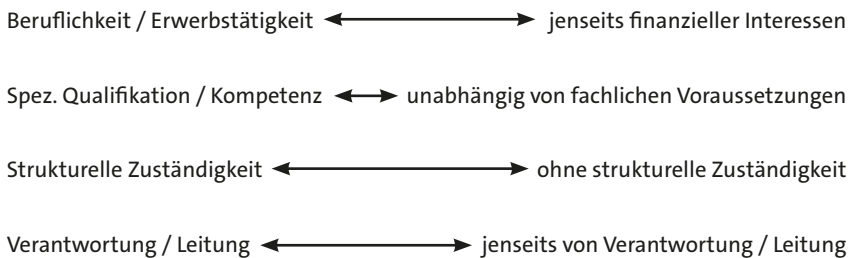 Beruflichkeit / Erwerbstätigkeit jenseits finanzieller Interessen
Spez. Qualifikation / Kompetenz unabhängig von fachlichen Voraussetzungen
Strukturelle Zuständigkeit ohne strukturelle Zuständigkeit
Verantwortung / Leitung jenseits von Verantwortung / Leitung